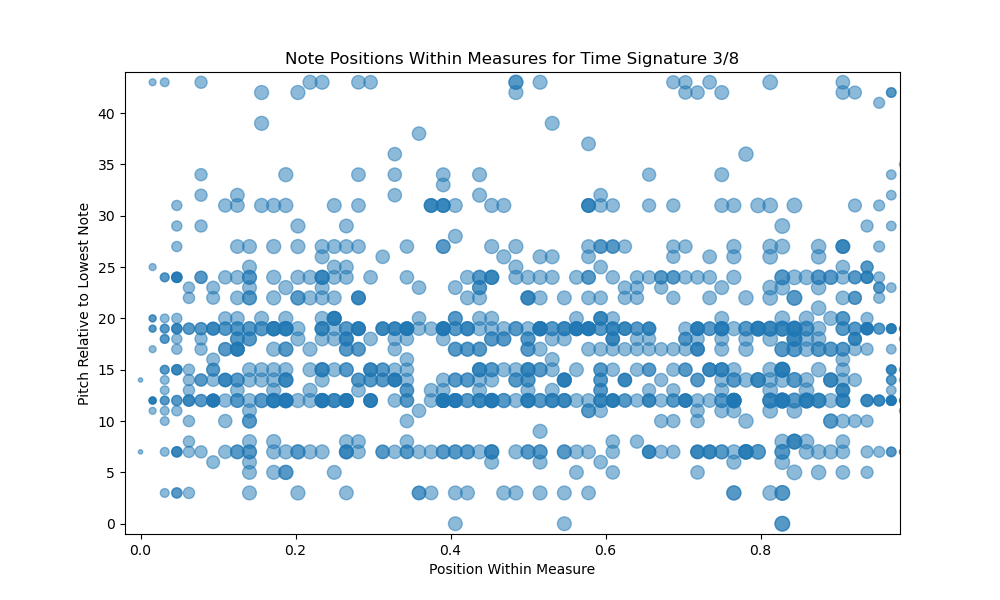 Note Positions Within Measures for Time Signature 3/8
40
35
30
25
20
15
10
5
0
Pitch Relative to Lowest Note
0.0 0.2 0.4 0.6 0.8
Position Within Measure